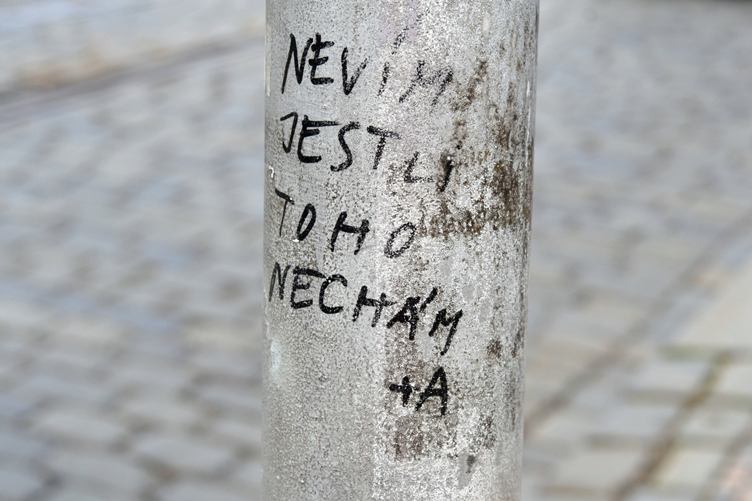 NEVÍM
JESTLI
TOHO
NECHÁM
+A